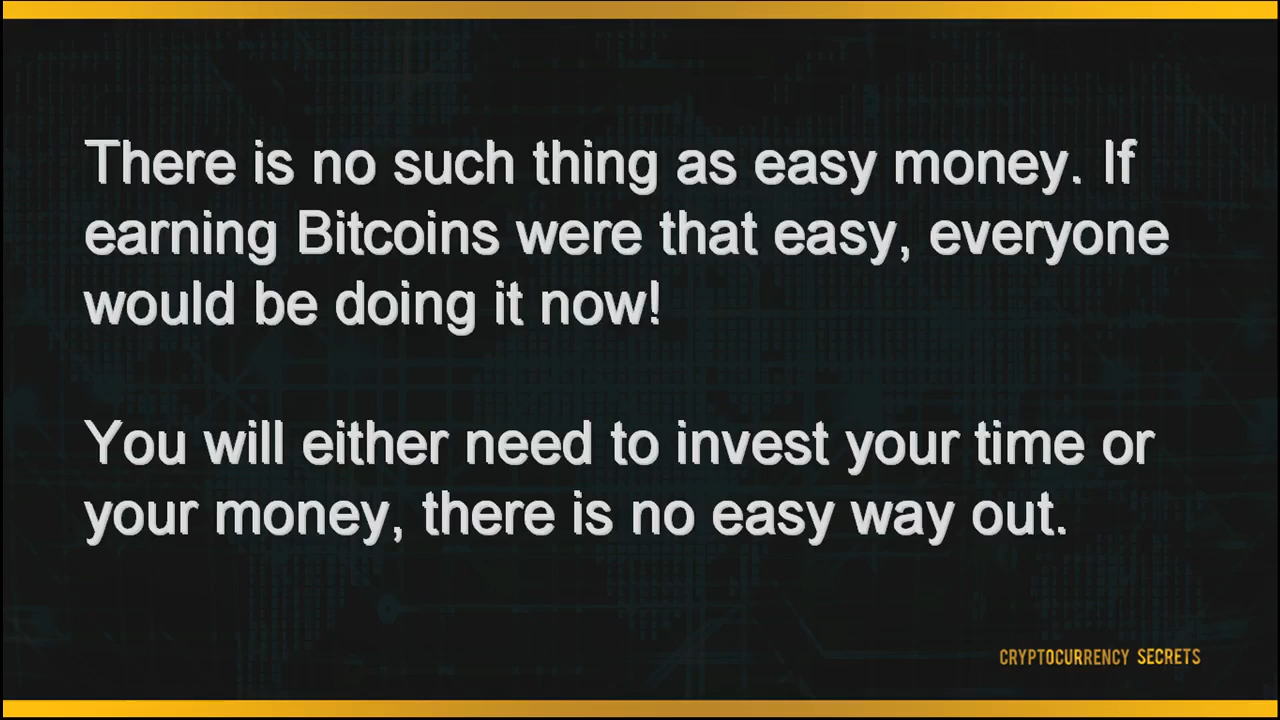 There is no such thing as easy money. If
earning Bitcoins were that easy, everyone
would be doing it now!
You will either need to invest your time or
your money, there is no easy way out.
CRYPTOCURRENCY SECRETS